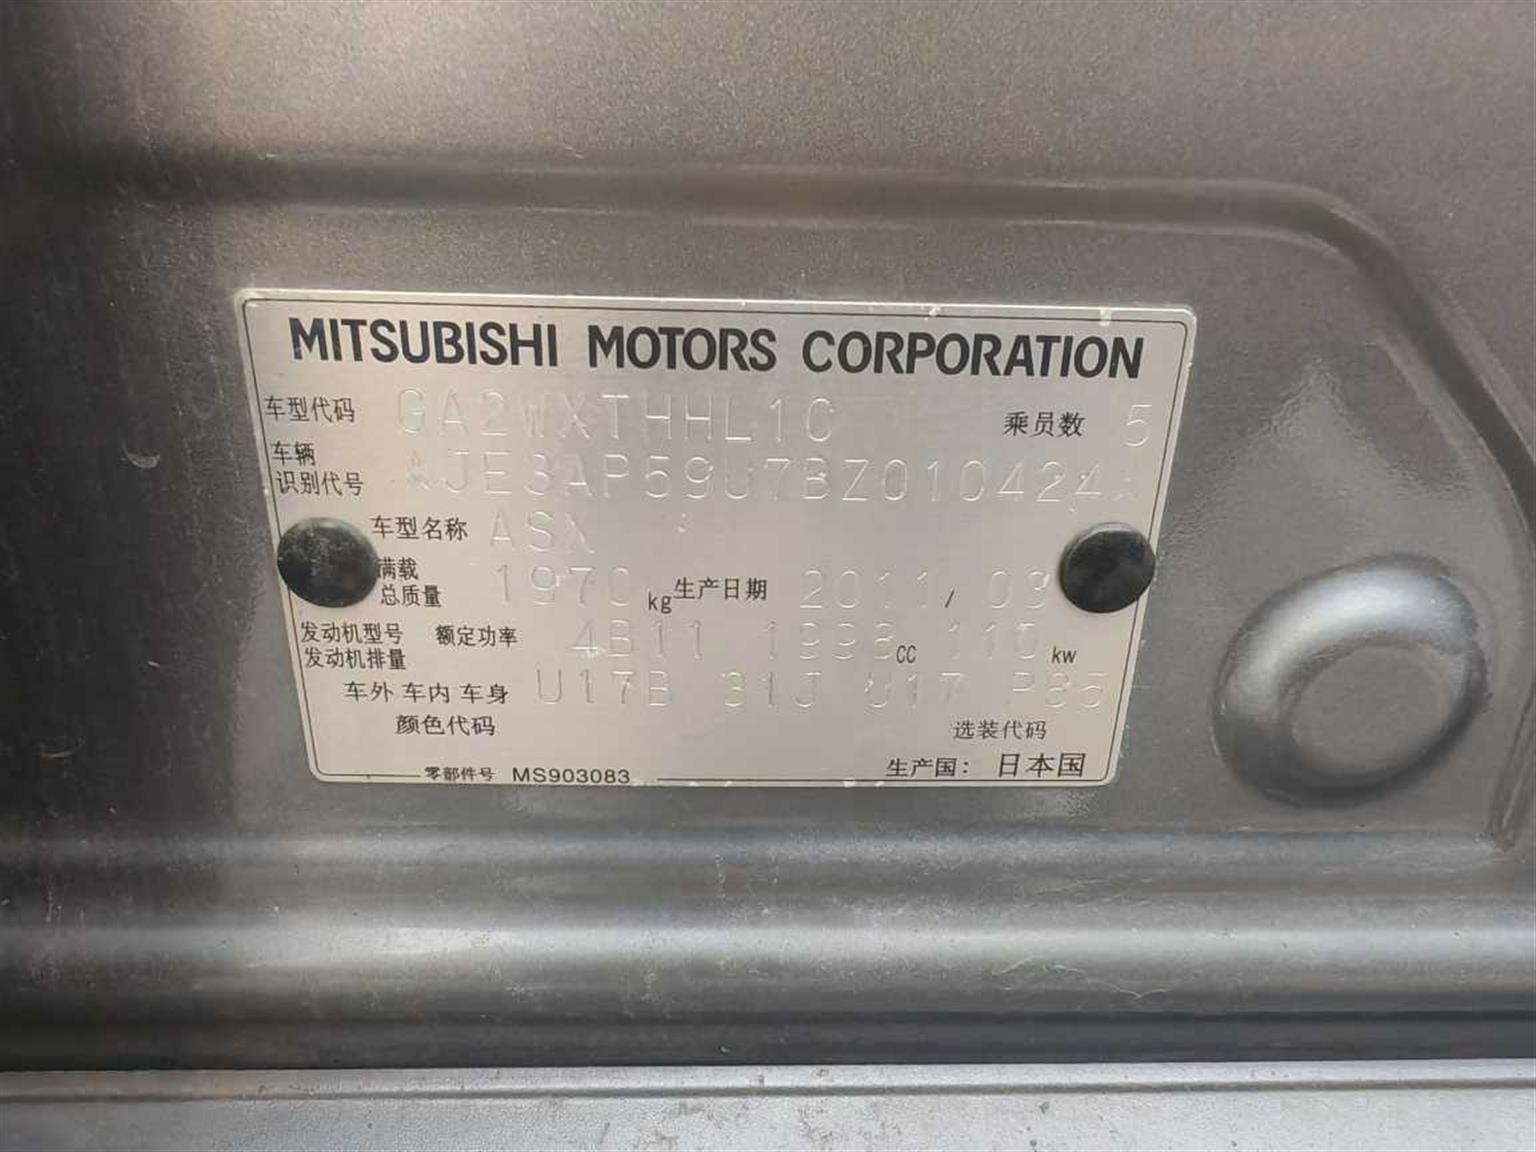 MITSUBISHI MOTORS CORPORATION
车型代码 GA2WXTHHL1C 乘员数 5
车辆
识别代号 *JE3AP59U7BZ010424*
车型名称 ASX
满载
总质量 1970 kg 生产日期 2011/03
发动机型号 额定功率 4B11 1998 cc 110 kw
发动机排量
车外 车内 车身 U17B 31J U17 P85
颜色代码 选装代码
零部件号 MS903083 生产国：日本国